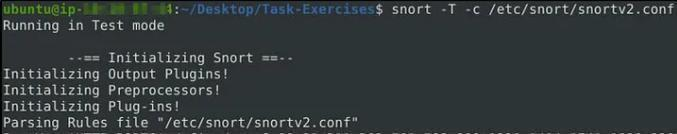 ubuntu@ip- 4:~/Desktop/Task-Exercises$ snort -T -c /etc/snort/snortv2.conf
Running in Test mode
--== Initializing Snort ==--
Initializing Output Plugins!
Initializing Preprocessors!
Initializing Plug-ins!
Parsing Rules file "/etc/snort/snortv2.conf"